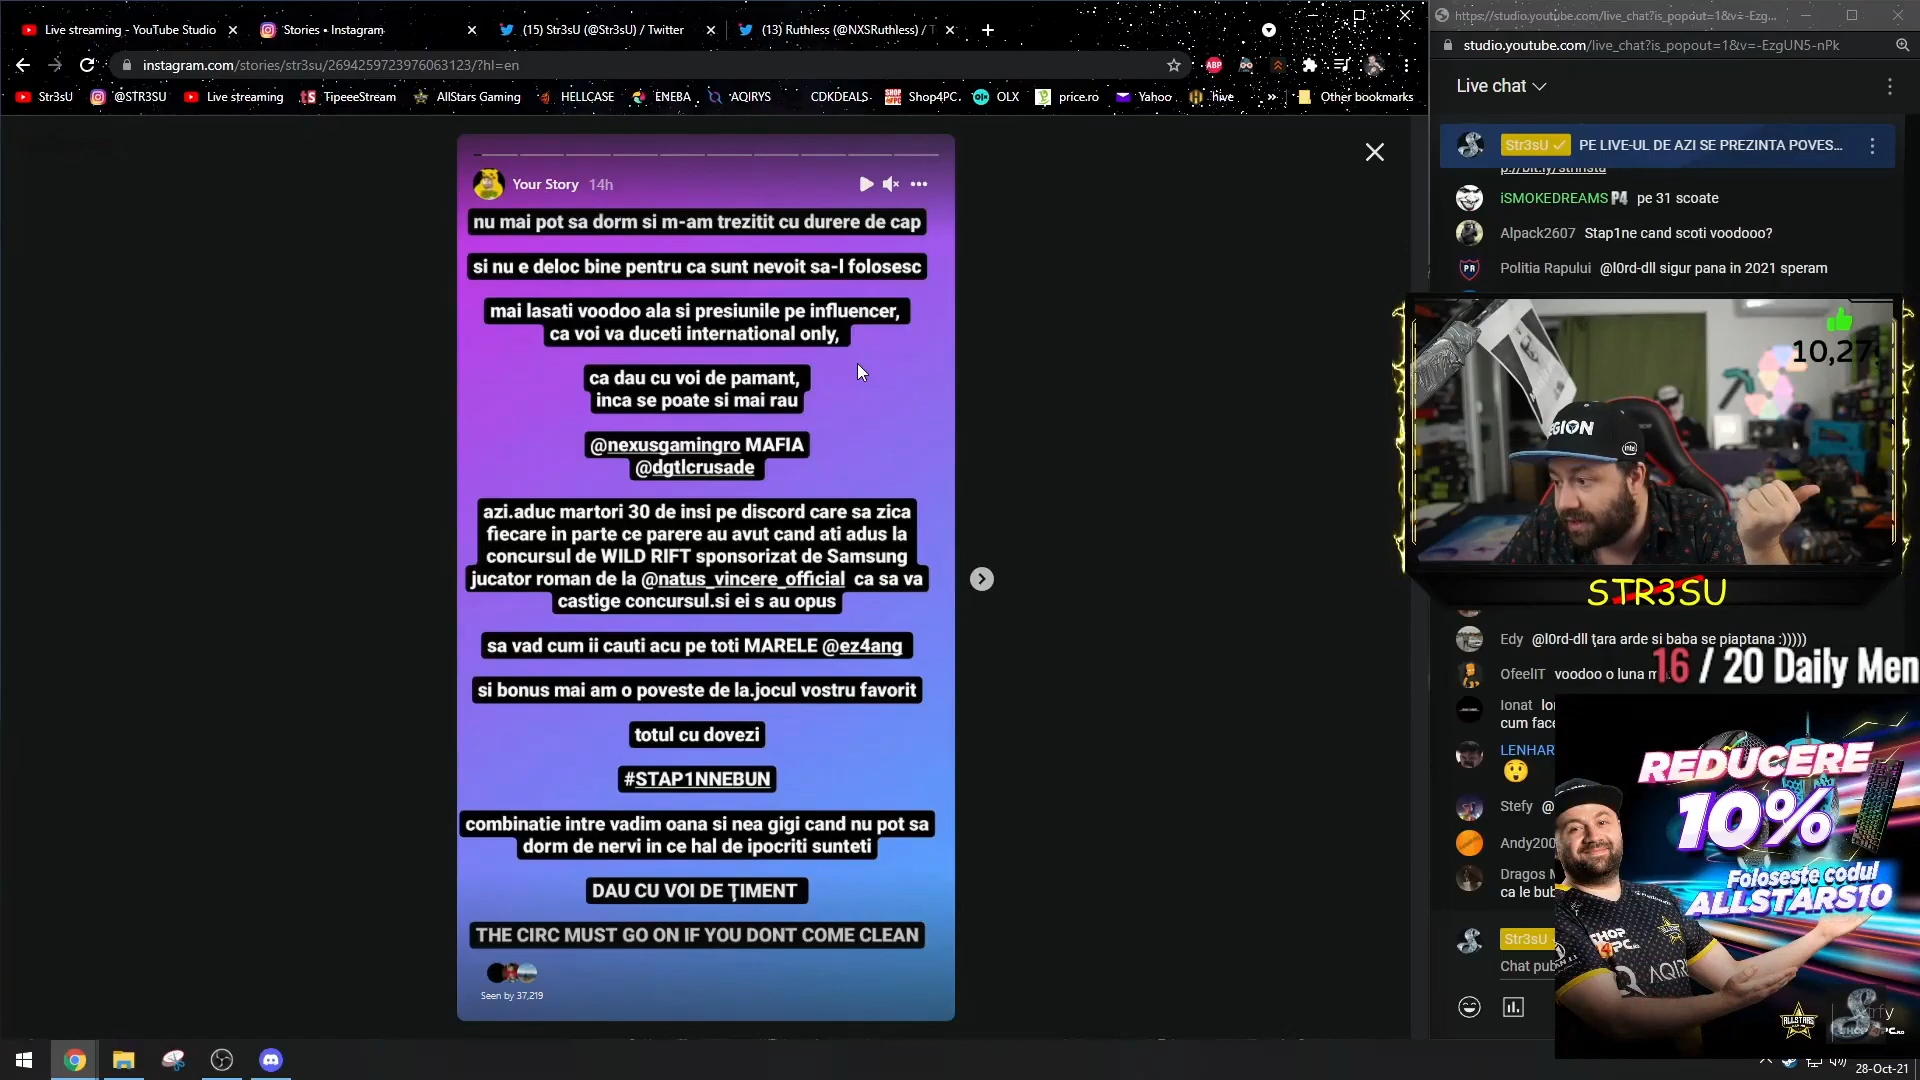 Live streaming - YouTube Studio
Stories • Instagram
(15) Str3sU (@Str3sU) / Twitter
(13) Ruthless (@NXSRuthless) / T
https://studio.youtube.com/live_chat?is_popout=1&v=-Ezg...
instagram.com/stories/str3su/2694259723976063123/?hl=en
ABP
studio.youtube.com/live_chat?is_popout=1&v=-EzgUN5-nPk
Str3sU
@STR3SU
Live streaming
TipeeeStream
AllStars Gaming
HELLCASE
ENEBA
AQIRYS
CDKDEALS
Shop4PC
OLX
price.ro
Yahoo
hive
»
Other bookmarks
Live chat
Your Story 14h
nu mai pot sa dorm si m-am trezitit cu durere de cap
si nu e deloc bine pentru ca sunt nevoit sa-l folosesc
mai lasati voodoo ala si presiunile pe influencer,
ca voi va duceti international only,
ca dau cu voi de pamant,
inca se poate si mai rau
@nexusgamingro MAFIA
@dgtlcrusade
azi.aduc martori 30 de insi pe discord care sa zica
fiecare in parte ce parere au avut cand ati adus la
concursul de WILD RIFT sponsorizat de Samsung
jucator roman de la @natus_vincere_official ca sa va
castige concursul.si ei s au opus
sa vad cum ii cauti acu pe toti MARELE @ez4ang
si bonus mai am o poveste de la.jocul vostru favorit
totul cu dovezi
#STAP1NNEBUN
combinatie intre vadim oana si nea gigi cand nu pot sa
dorm de nervi in ce hal de ipocriti sunteti
DAU CU VOI DE ŢIMENT
THE CIRC MUST GO ON IF YOU DONT COME CLEAN
Seen by 37,219
Str3sU PE LIVE-UL DE AZI SE PREZINTA POVES...
p://bit.ly/strinsta
iSMOKEDREAMS P4 pe 31 scoate
Alpack2607 Stap1ne cand scoti voodooo?
PR Politia Rapului @l0rd-dll sigur pana in 2021 speram
10,27
LEGION
intel
STR3SU
Edy @l0rd-dll ţara arde si baba se piaptana :)))))
OfeelIT voodoo o luna m
16 / 20 Daily Mem
Ionat lo
cum face
LENHAR
Stefy @
Andy200
Dragos M
ca le bub
Str3sU
Chat pub
REDUCERE
10%
Foloseste codul
ALLSTARS10
SHOP
AQIR
ALLSTARS
28-Oct-21